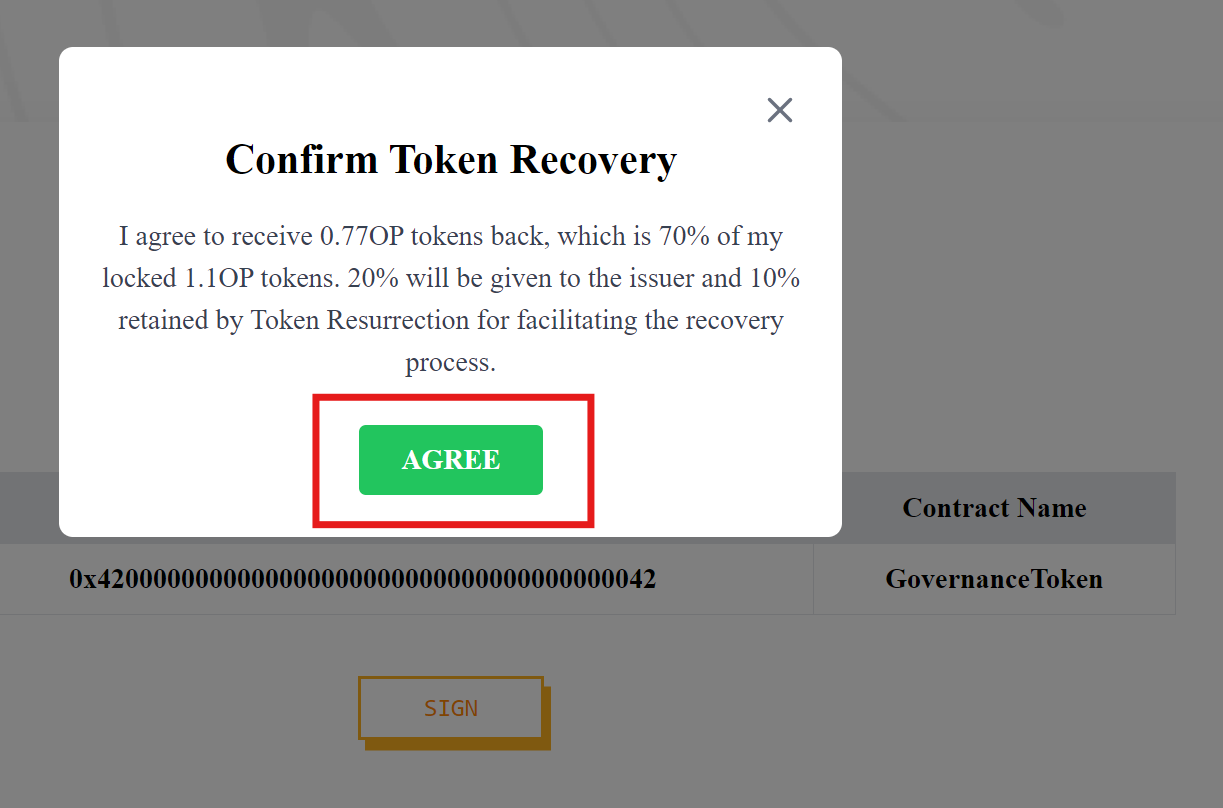 Confirm Token Recovery
I agree to receive 0.77OP tokens back, which is 70% of my
locked 1.1OP tokens. 20% will be given to the issuer and 10%
retained by Token Resurrection for facilitating the recovery
process.
AGREE
Contract Name
0x4200000000000000000000000000000000000042
GovernanceToken
SIGN